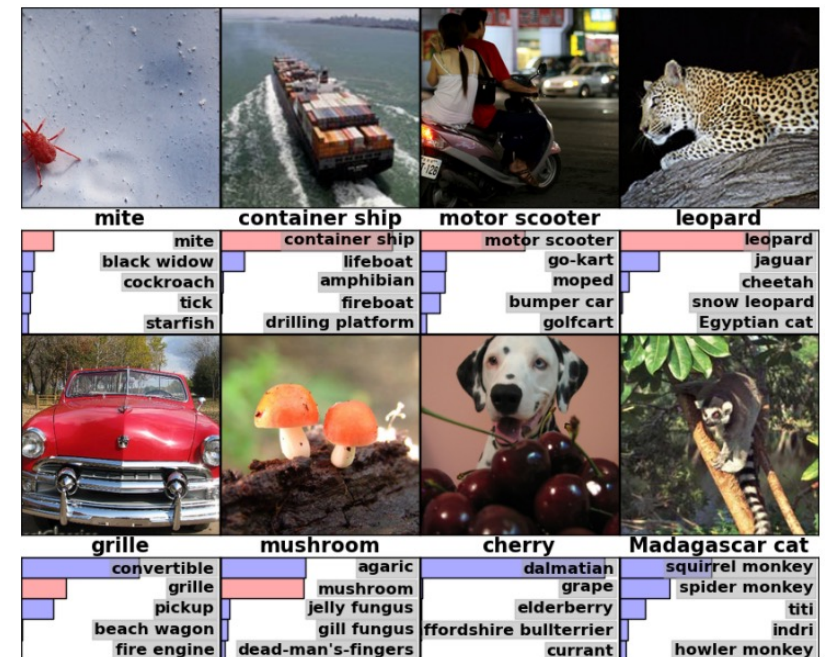 mite
mite
black widow
cockroach
tick
starfish
container ship
container ship
lifeboat
amphibian
fireboat
drilling platform
motor scooter
motor scooter
go-kart
moped
bumper car
golfcart
leopard
leopard
jaguar
cheetah
snow leopard
Egyptian cat
grille
convertible
grille
pickup
beach wagon
fire engine
mushroom
agaric
mushroom
jelly fungus
gill fungus
dead-man's-fingers
cherry
dalmatian
grape
elderberry
ffordshire bullterrier
currant
Madagascar cat
squirrel monkey
spider monkey
titi
indri
howler monkey